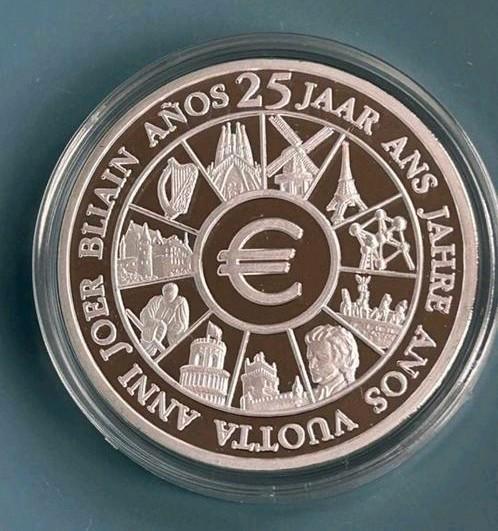 25 JAAR ANS JAHRE ANOS VUOTTA ANNI JOER BLIAIN AÑOS
€